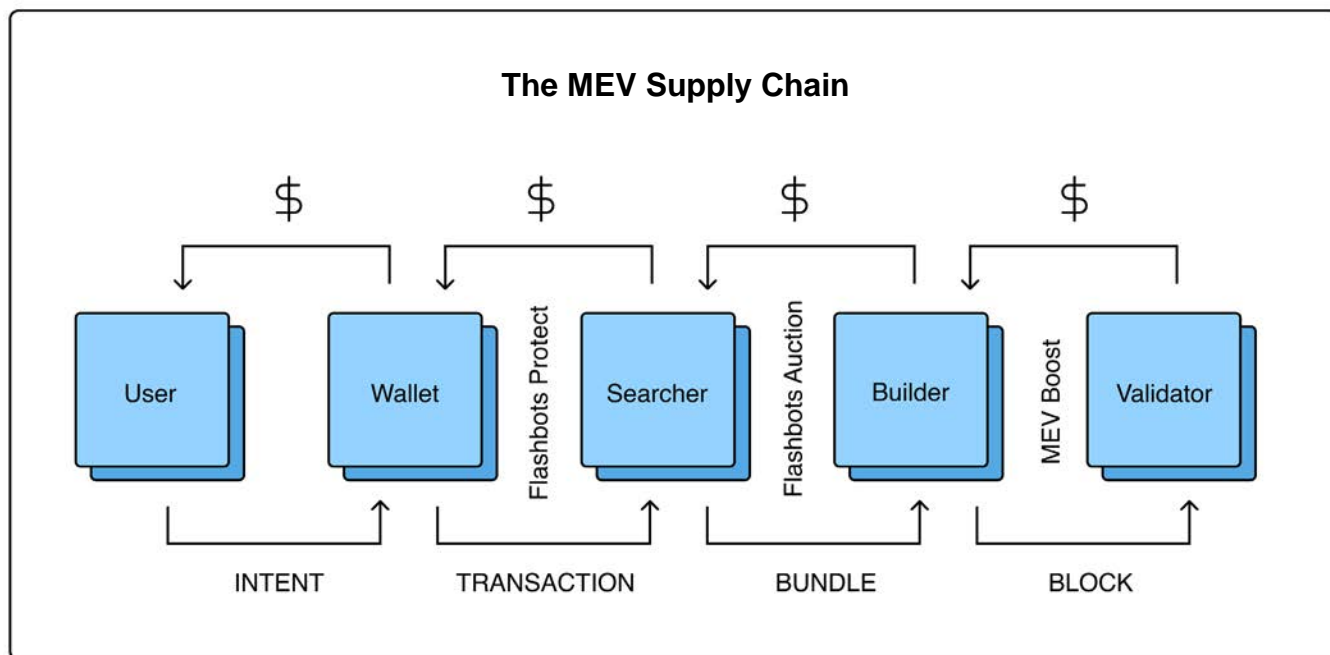 The MEV Supply Chain
$ $ $ $
User
Wallet
Flashbots Protect
Searcher
Flashbots Auction
Builder
MEV Boost
Validator
INTENT
TRANSACTION
BUNDLE
BLOCK